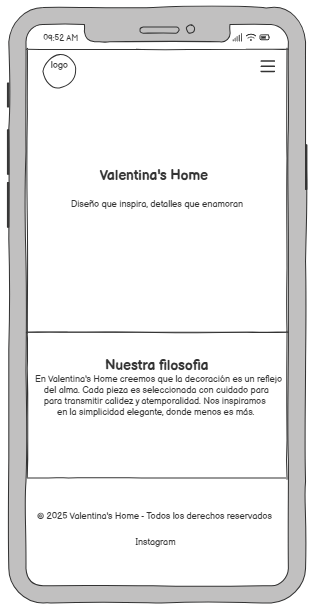 09:52 AM
logo
Valentina's Home
Diseño que inspira, detalles que enamoran
Nuestra filosofia
En Valentina's Home creemos que la decoración es un reflejo
del alma. Cada pieza es seleccionada con cuidado para
para transmitir calidez y atemporalidad. Nos inspiramos
en la simplicidad elegante, donde menos es más.
© 2025 Valentina's Home - Todos los derechos reservados
Instagram